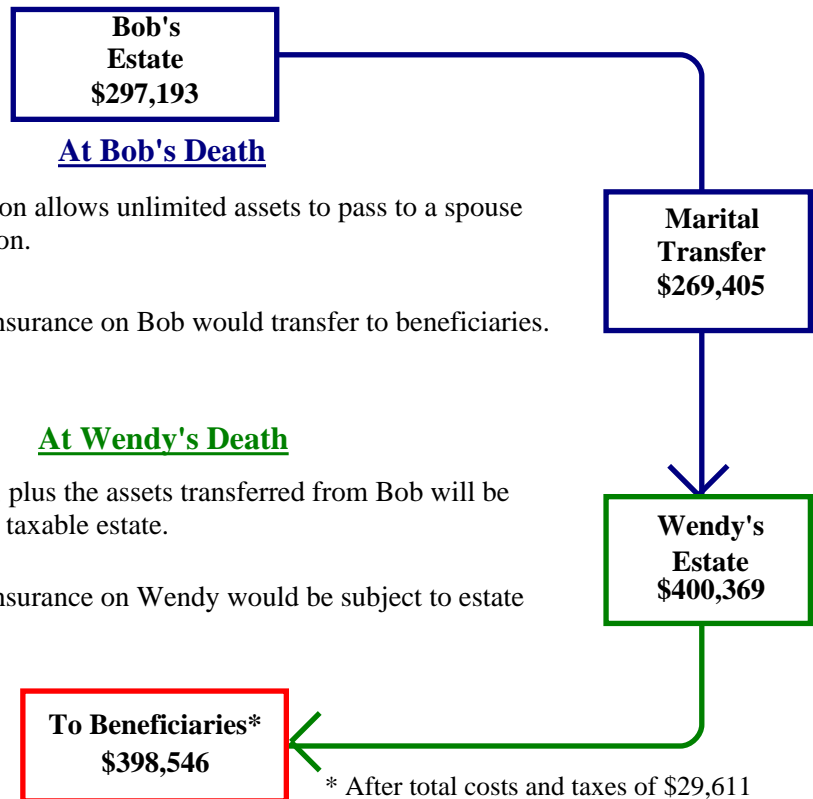 Bob's
Estate
$297,193
At Bob's Death
on allows unlimited assets to pass to a spouse
on.
nsurance on Bob would transfer to beneficiaries.
Marital
Transfer
$269,405
At Wendy's Death
plus the assets transferred from Bob will be
taxable estate.
nsurance on Wendy would be subject to estate
Wendy's
Estate
$400,369
To Beneficiaries*
$398,546
* After total costs and taxes of $29,611